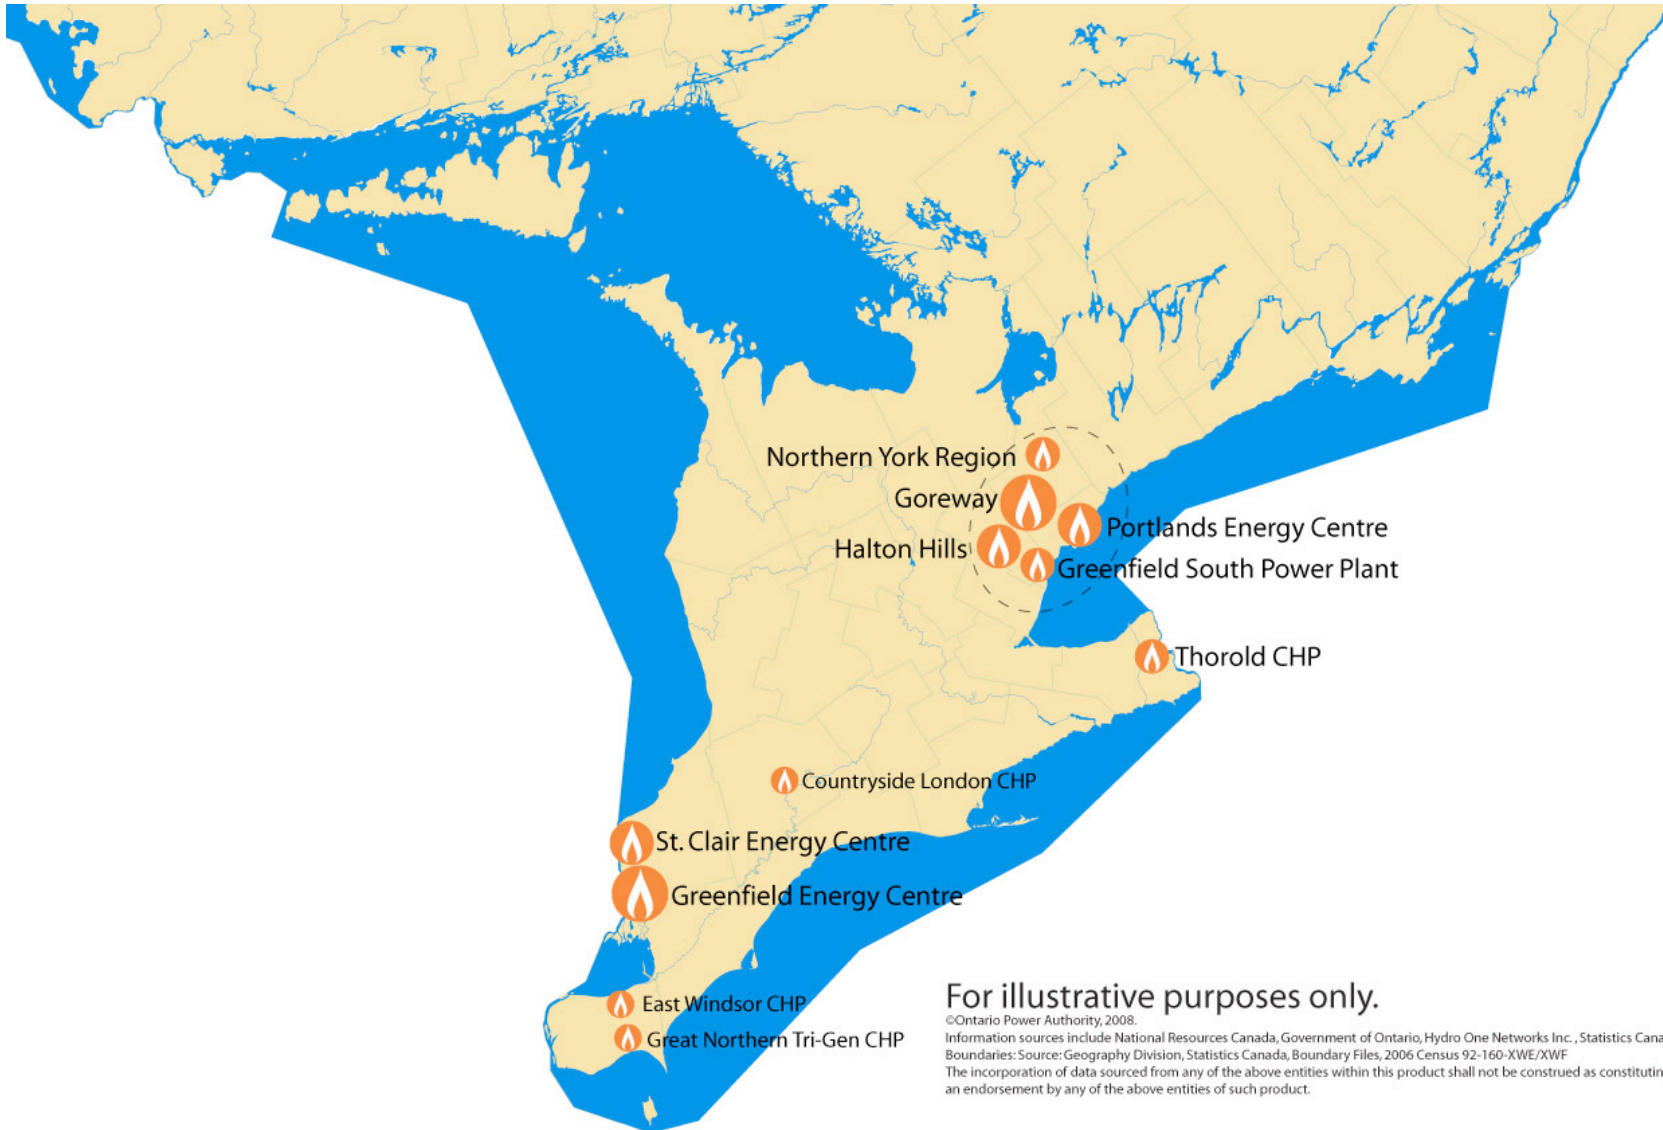 Northern York Region
Goreway
Portlands Energy Centre
Halton Hills
Greenfield South Power Plant
Thorold CHP
Countryside London CHP
St. Clair Energy Centre
Greenfield Energy Centre
East Windsor CHP
Great Northern Tri-Gen CHP
For illustrative purposes only.
©Ontario Power Authority, 2008.
Information sources include National Resources Canada, Government of Ontario, Hydro One Networks Inc., Statistics Cana
Boundaries: Source: Geography Division, Statistics Canada, Boundary Files, 2006 Census 92-160-XWE/XWF
The incorporation of data sourced from any of the above entities within this product shall not be construed as constitutin
an endorsement by any of the above entities of such product.